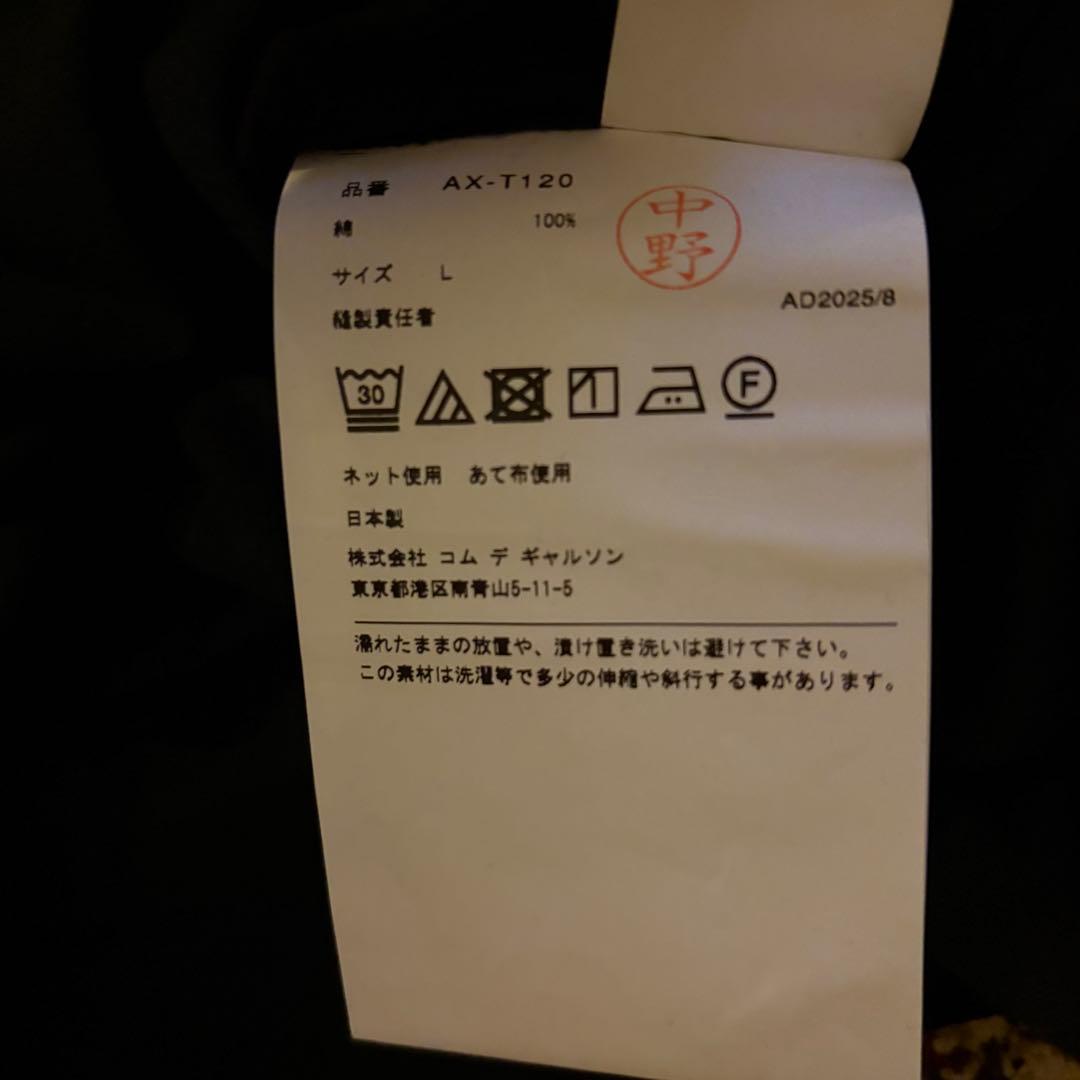 品番 AX-T120
綿 100%
中野
サイズ L
AD2025/8
縫製責任者
30
F
ネット使用 あて布使用
日本製
株式会社 コム デ ギャルソン
東京都港区南青山5-11-5
濡れたままの放置や、漬け置き洗いは避けて下さい。
この素材は洗濯等で多少の伸縮や斜行する事があります。